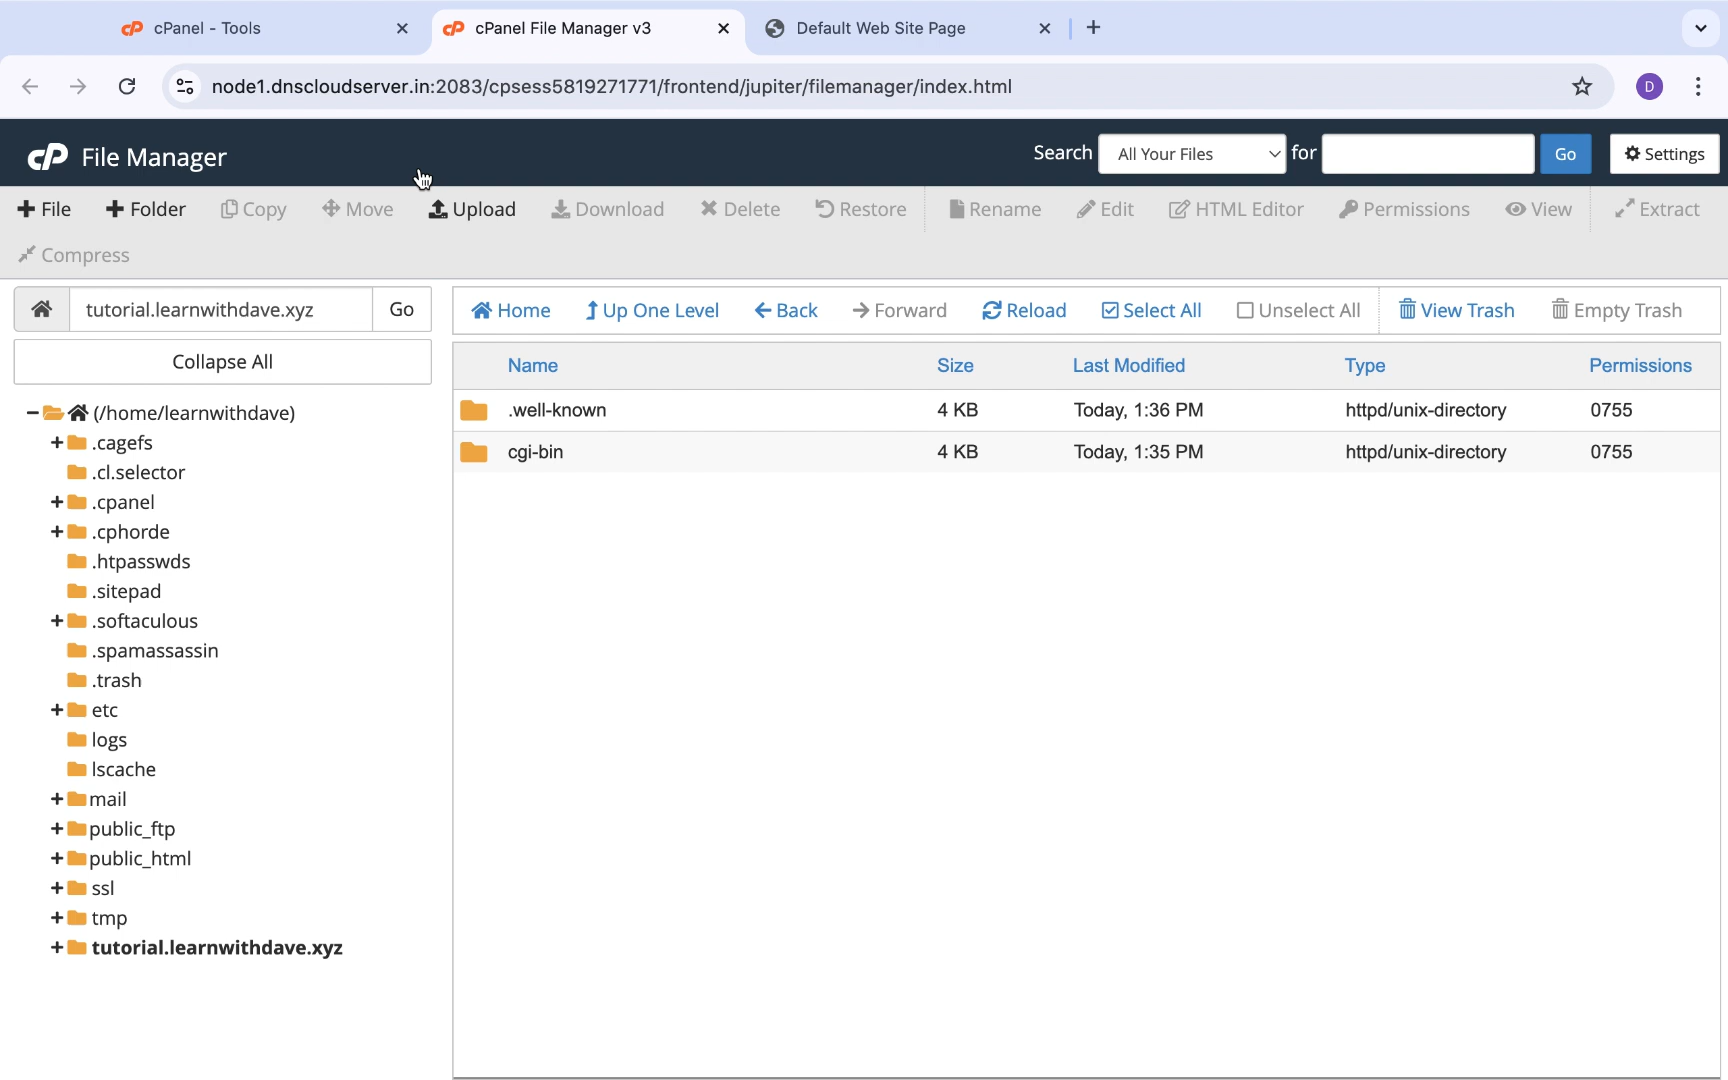 cPanel - Tools
cPanel File Manager v3
Default Web Site Page
node1.dnscloudserver.in:2083/cpsess5819271771/frontend/jupiter/filemanager/index.html
D
cP File Manager
Search All Your Files for Go Settings
File Folder Copy Move Upload Download Delete Restore Rename Edit HTML Editor Permissions View Extract
Compress
tutorial.learnwithdave.xyz Go
Home Up One Level Back Forward Reload Select All Unselect All View Trash Empty Trash
Collapse All
(/home/learnwithdave)
.cagefs
.cl.selector
.cpanel
.cphorde
.htpasswds
.sitepad
.softaculous
.spamassassin
.trash
etc
logs
lscache
mail
public_ftp
public_html
ssl
tmp
tutorial.learnwithdave.xyz
Name Size Last Modified Type Permissions
.well-known 4 KB Today, 1:36 PM httpd/unix-directory 0755
cgi-bin 4 KB Today, 1:35 PM httpd/unix-directory 0755